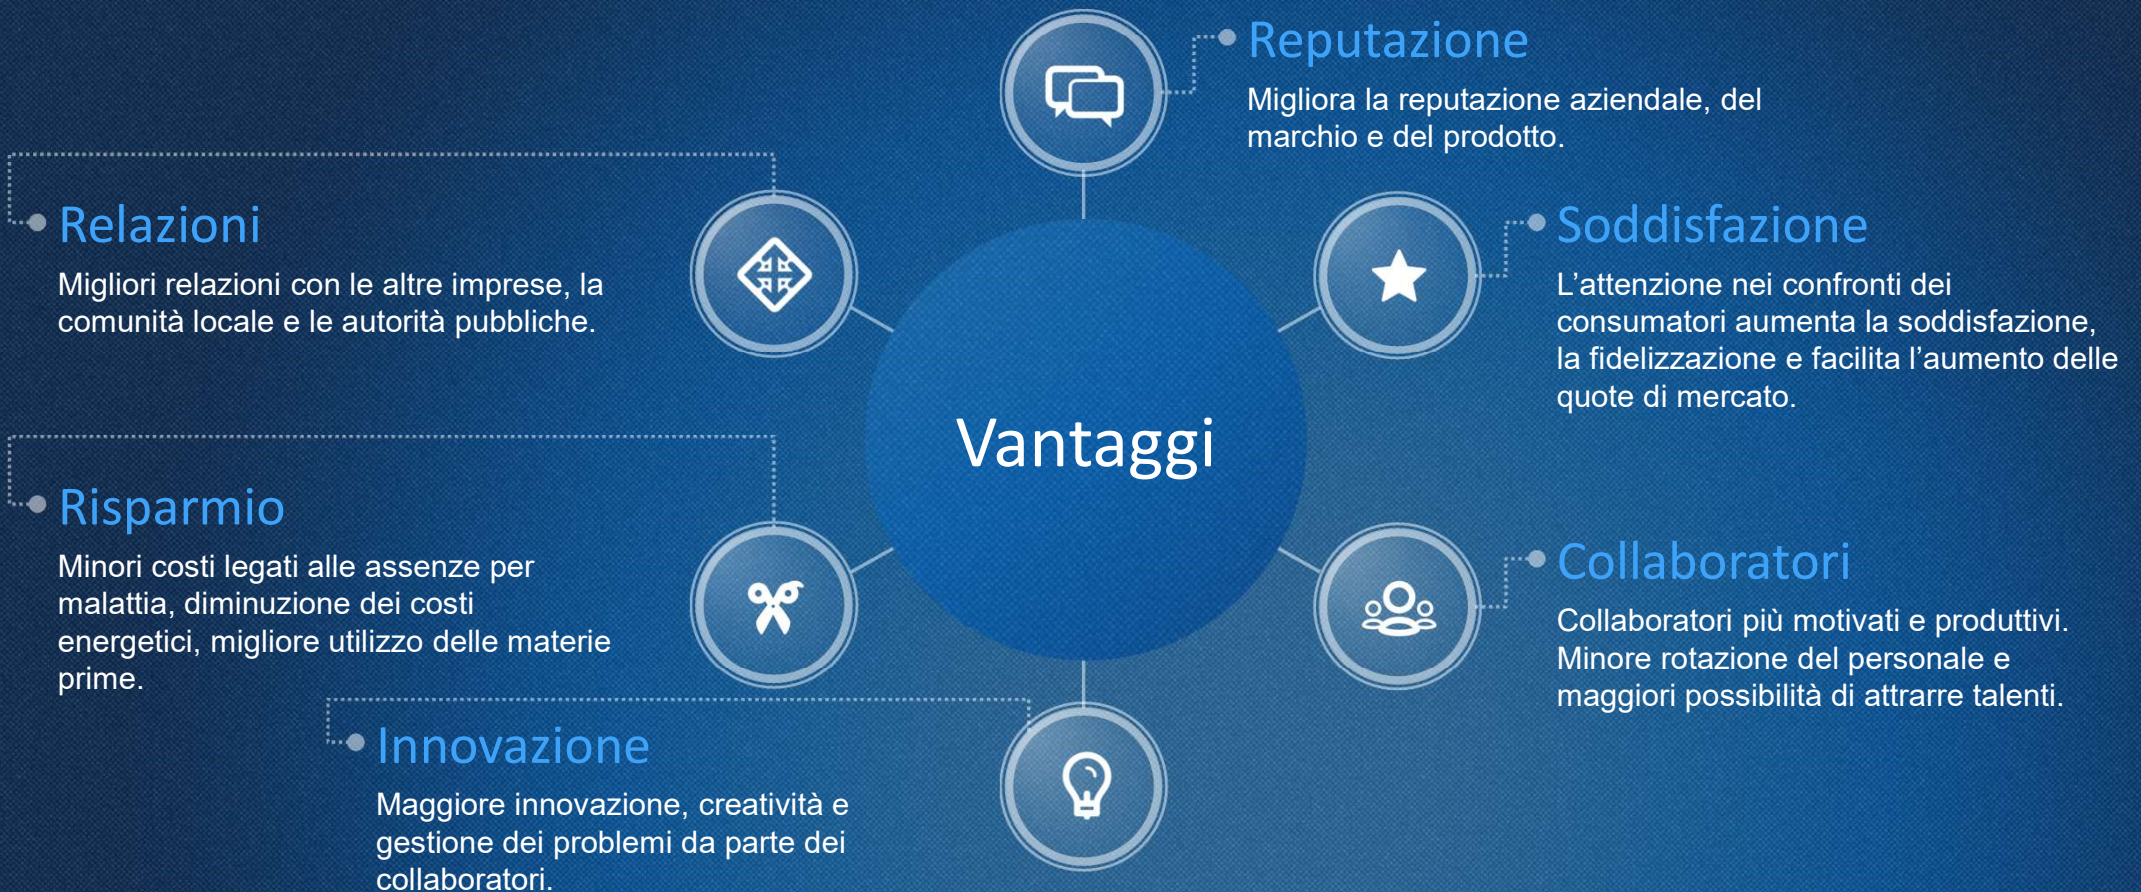 Reputazione
Migliora la reputazione aziendale, del
marchio e del prodotto.
Relazioni
Migliori relazioni con le altre imprese, la
comunità locale e le autorità pubbliche.
Soddisfazione
L’attenzione nei confronti dei
consumatori aumenta la soddisfazione,
la fidelizzazione e facilita l’aumento delle
quote di mercato.
Vantaggi
Risparmio
Minori costi legati alle assenze per
malattia, diminuzione dei costi
energetici, migliore utilizzo delle materie
prime.
Collaboratori
Collaboratori più motivati e produttivi.
Minore rotazione del personale e
maggiori possibilità di attrarre talenti.
Innovazione
Maggiore innovazione, creatività e
gestione dei problemi da parte dei
collaboratori.